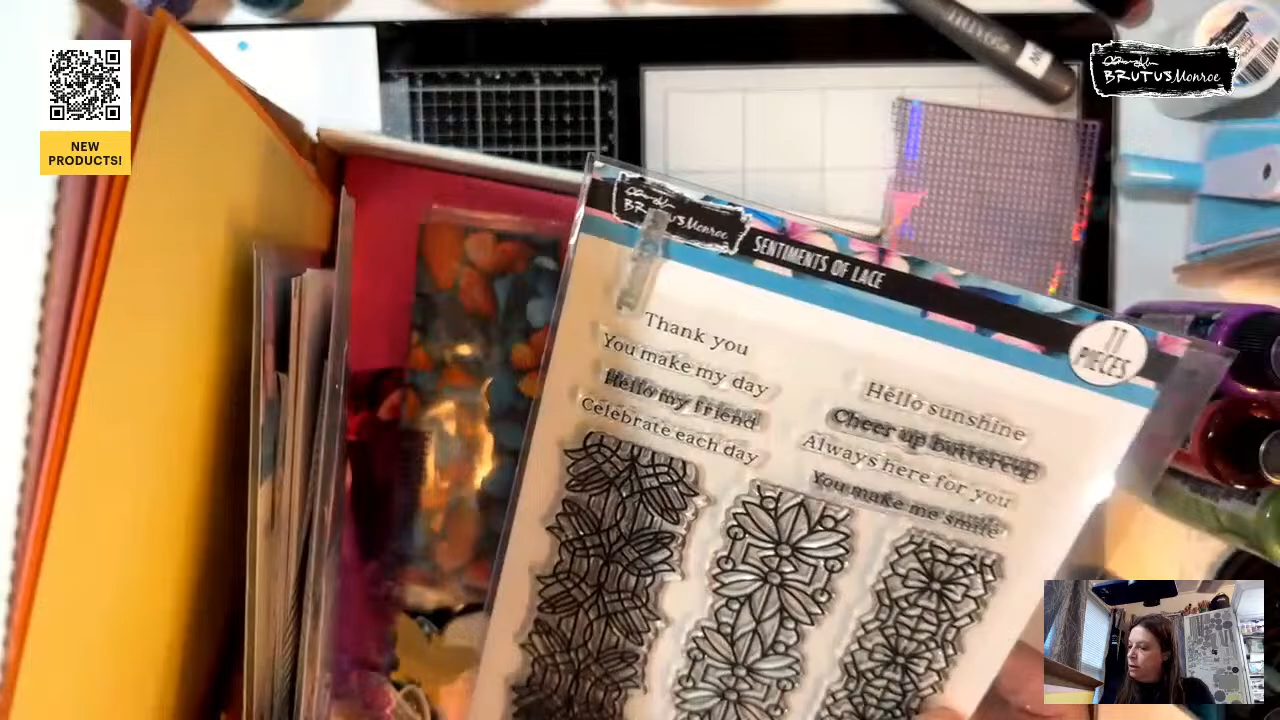 NEW
PRODUCTS!
BRUTUS Monroe
BRUTUS Monroe
SENTIMENTS OF LACE
11
PIECES
Thank you
You make my day
Hello my friend
Celebrate each day
Hello sunshine
Cheer up buttercup
Always here for you
You make me smile